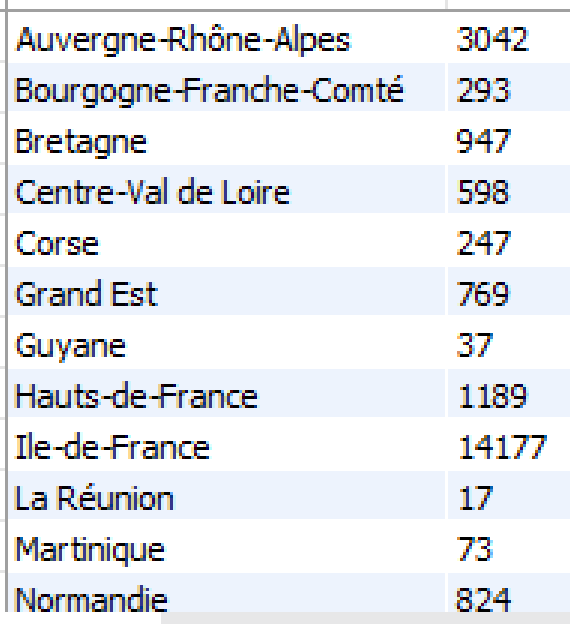 Auvergne-Rhône-Alpes 3042
Bourgogne-Franche-Comté 293
Bretagne 947
Centre-Val de Loire 598
Corse 247
Grand Est 769
Guyane 37
Hauts-de-France 1189
Ile-de-France 14177
La Réunion 17
Martinique 73
Normandie 824